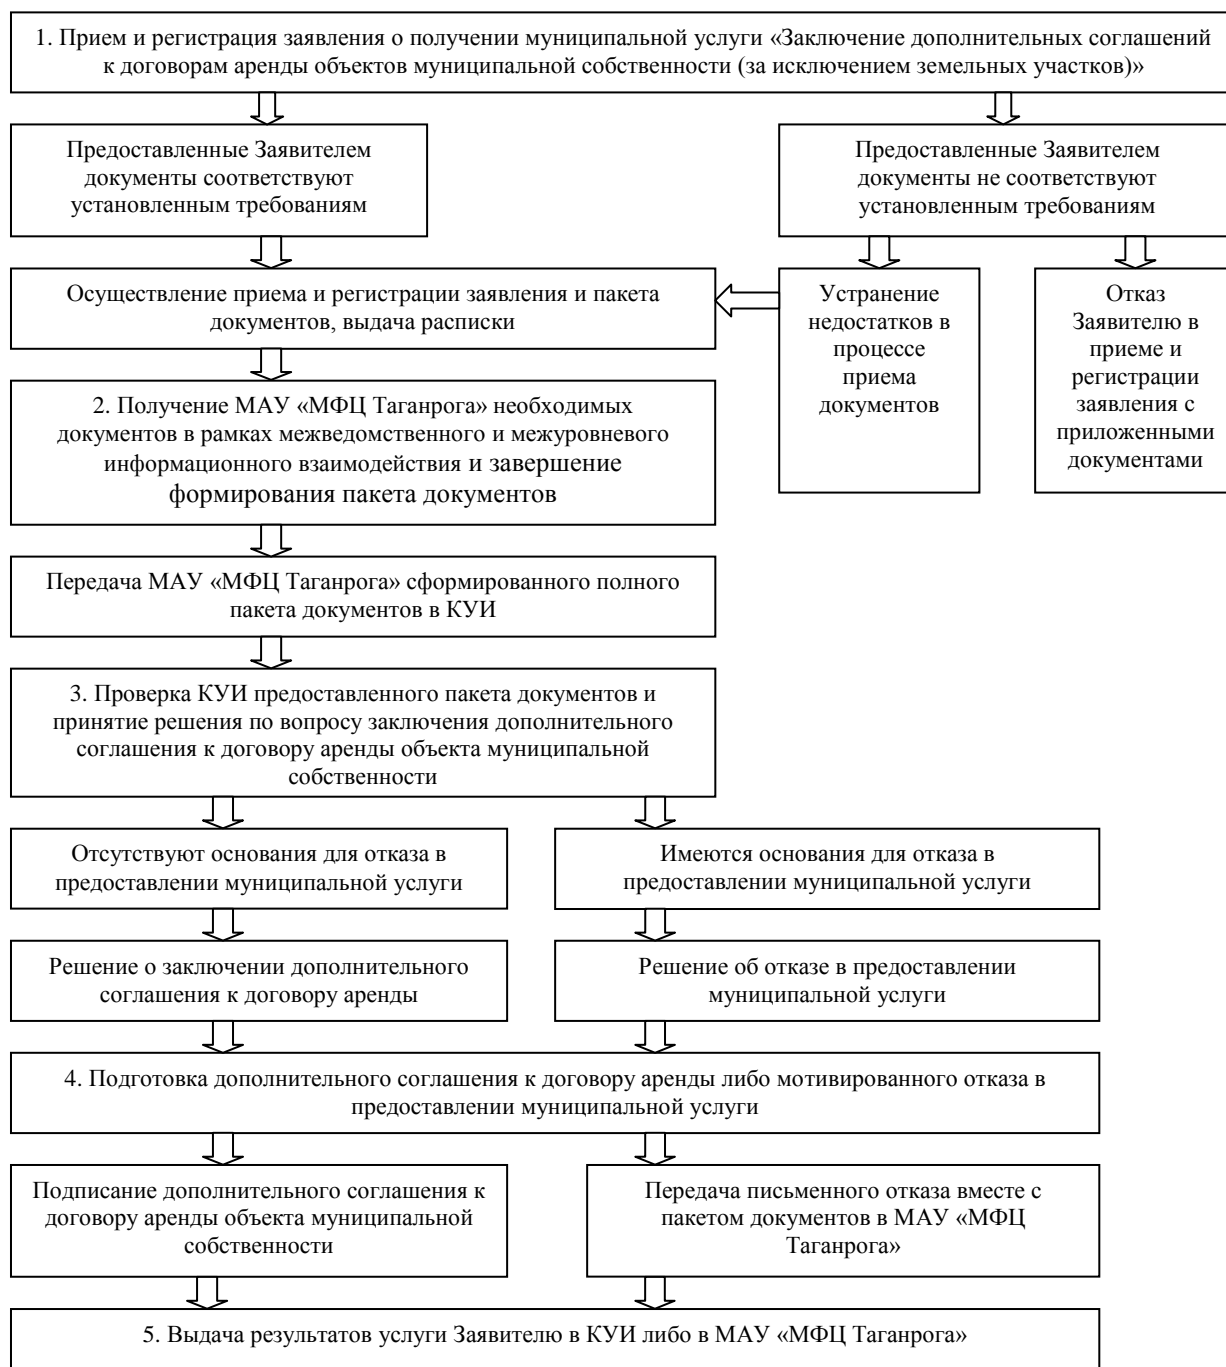 1. Прием и регистрация заявления о получении муниципальной услуги «Заключение дополнительных соглашений
к договорам аренды объектов муниципальной собственности (за исключением земельных участков)»
Предоставленные Заявителем
документы соответствуют
установленным требованиям
Предоставленные Заявителем
документы не соответствуют
установленным требованиям
Осуществление приема и регистрации заявления и пакета
документов, выдача расписки
Устранение
недостатков в
процессе
приема
документов
Отказ
Заявителю в
приеме и
регистрации
заявления с
приложенными
документами
2. Получение МАУ «МФЦ Таганрога» необходимых
документов в рамках межведомственного и межуровневого
информационного взаимодействия и завершение
формирования пакета документов
Передача МАУ «МФЦ Таганрога» сформированного полного
пакета документов в КУИ
3. Проверка КУИ предоставленного пакета документов и
принятие решения по вопросу заключения дополнительного
соглашения к договору аренды объекта муниципальной
собственности
Отсутствуют основания для отказа в
предоставлении муниципальной услуги
Имеются основания для отказа в
предоставлении муниципальной услуги
Решение о заключении дополнительного
соглашения к договору аренды
Решение об отказе в предоставлении
муниципальной услуги
4. Подготовка дополнительного соглашения к договору аренды либо мотивированного отказа в
предоставлении муниципальной услуги
Подписание дополнительного соглашения к
договору аренды объекта муниципальной
собственности
Передача письменного отказа вместе с
пакетом документов в МАУ «МФЦ
Таганрога»
5. Выдача результатов услуги Заявителю в КУИ либо в МАУ «МФЦ Таганрога»